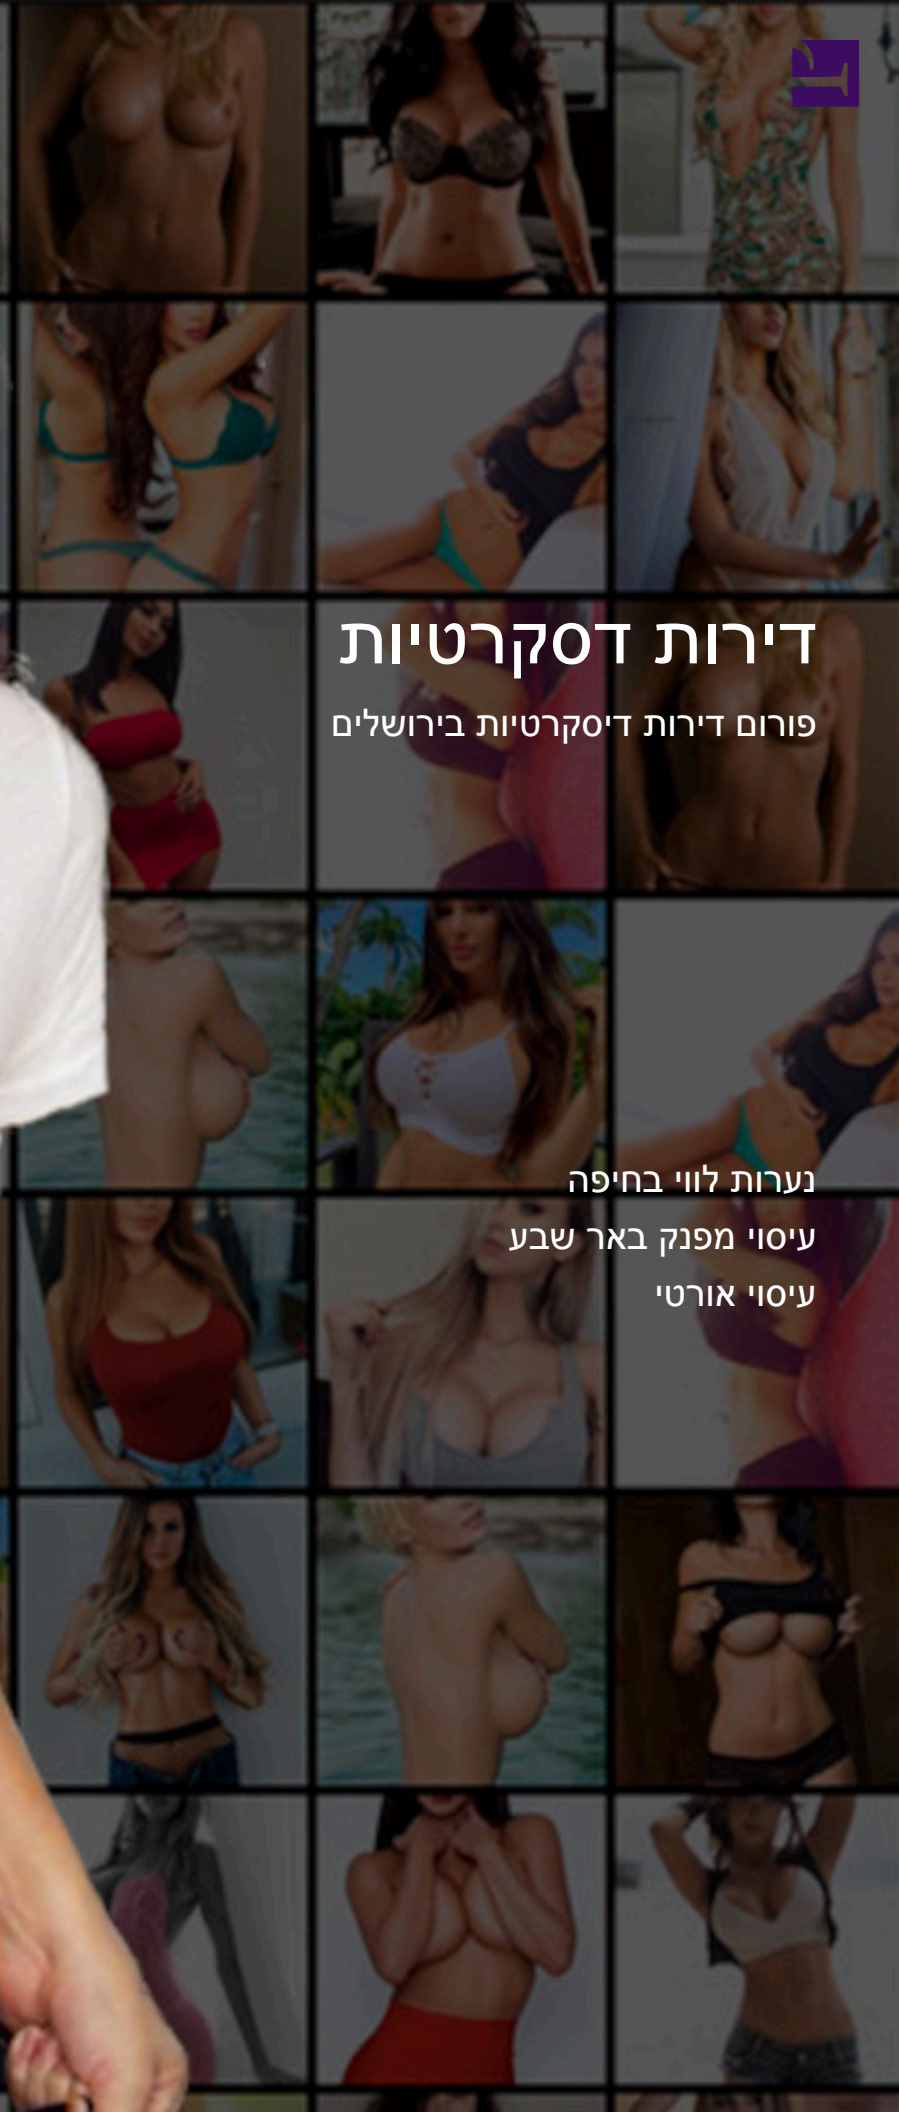 דירות דסקרטיות
פורום דירות דיסקרטיות בירושלים
נערות לווי בחיפה
עיסוי מפנק באר שבע
עיסוי אורטי